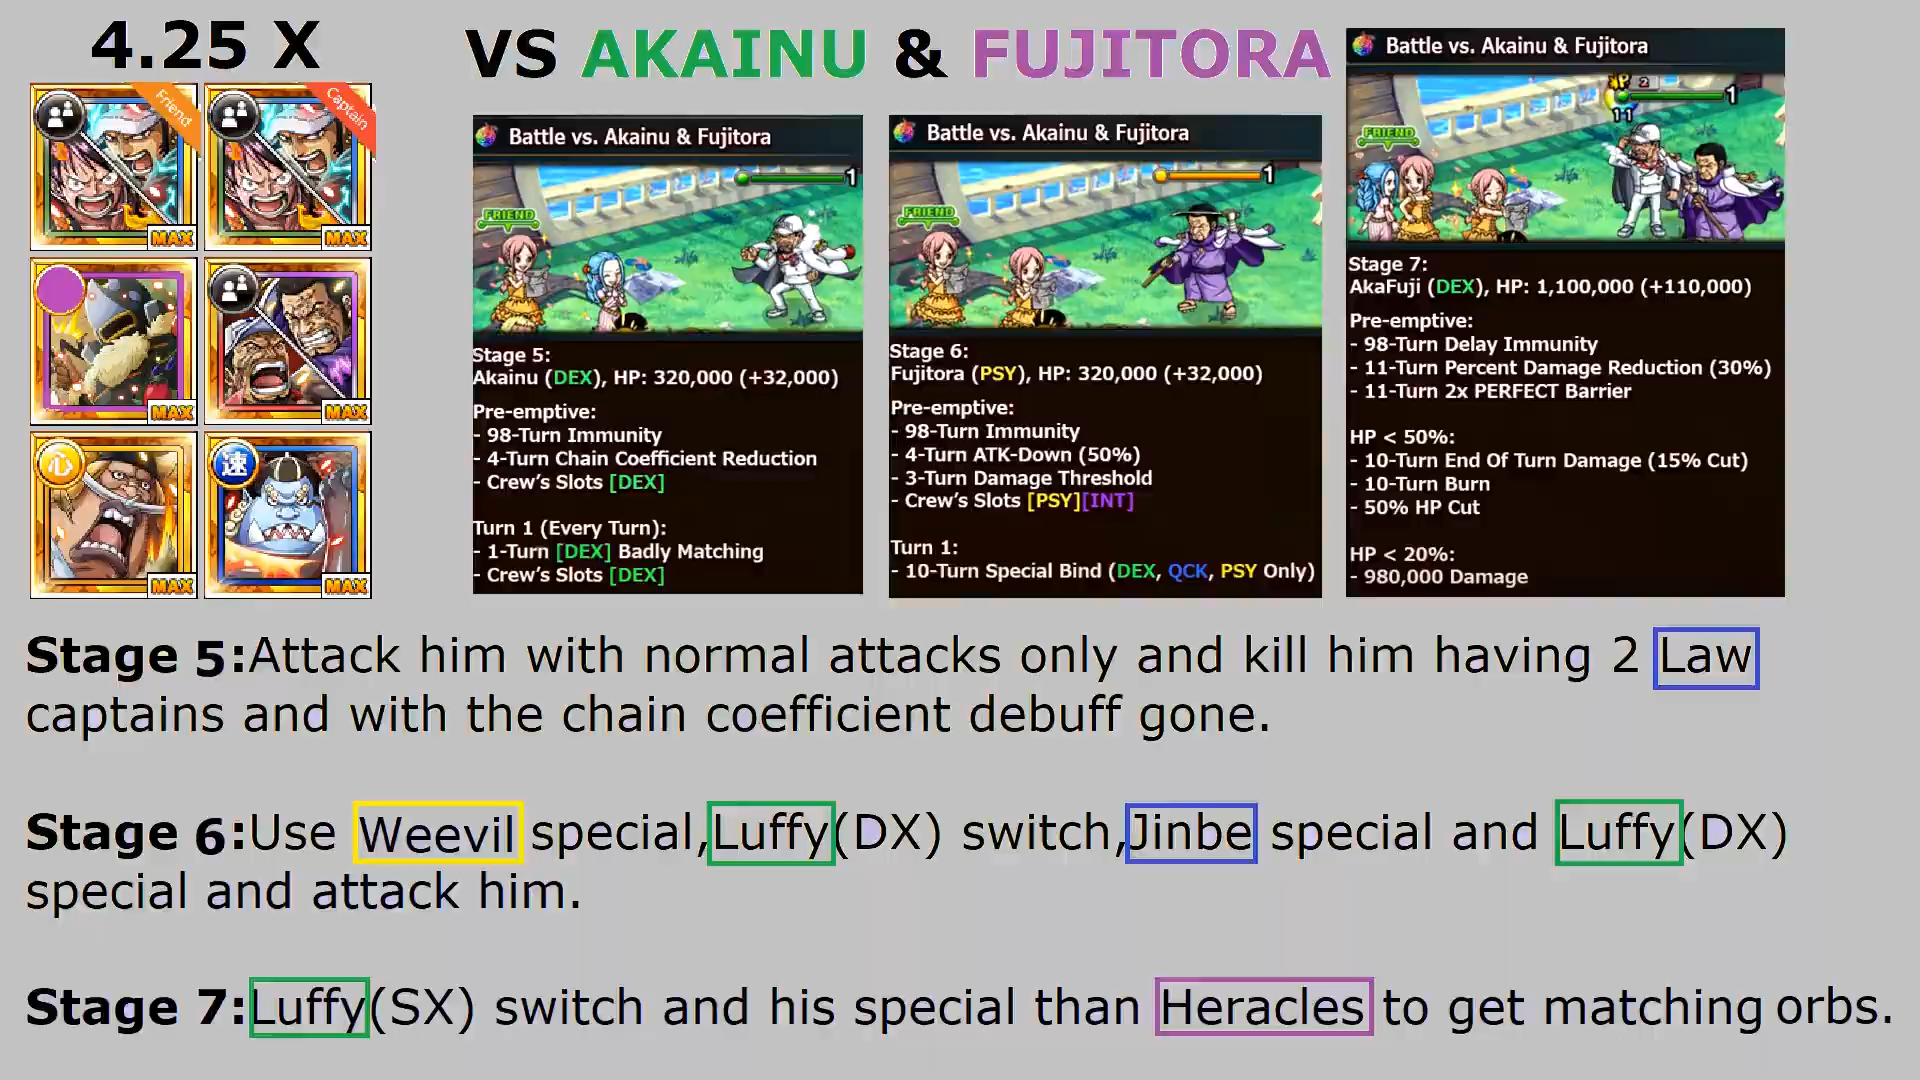 4.25 X
VS AKAINU & FUJITORA
Friend
Captain
MAX
MAX
MAX
MAX
心
MAX
速
MAX
Battle vs. Akainu & Fujitora
1
FRIEND
Stage 5:
Akainu (DEX), HP: 320,000 (+32,000)
Pre-emptive:
- 98-Turn Immunity
- 4-Turn Chain Coefficient Reduction
- Crew’s Slots [DEX]
Turn 1 (Every Turn):
- 1-Turn [DEX] Badly Matching
- Crew’s Slots [DEX]
Battle vs. Akainu & Fujitora
1
FRIEND
Stage 6:
Fujitora (PSY), HP: 320,000 (+32,000)
Pre-emptive:
- 98-Turn Immunity
- 4-Turn ATK-Down (50%)
- 3-Turn Damage Threshold
- Crew’s Slots [PSY][INT]
Turn 1:
- 10-Turn Special Bind (DEX, QCK, PSY Only)
Battle vs. Akainu & Fujitora
P 2
1
11
FRIEND
Stage 7:
AkaFuji (DEX), HP: 1,100,000 (+110,000)
Pre-emptive:
- 98-Turn Delay Immunity
- 11-Turn Percent Damage Reduction (30%)
- 11-Turn 2x PERFECT Barrier
HP < 50%:
- 10-Turn End Of Turn Damage (15% Cut)
- 10-Turn Burn
- 50% HP Cut
HP < 20%:
- 980,000 Damage
Stage 5:Attack him with normal attacks only and kill him having 2 Law
captains and with the chain coefficient debuff gone.
Stage 6:Use Weevil special,Luffy(DX) switch,Jinbe special and Luffy(DX)
special and attack him.
Stage 7:Luffy(SX) switch and his special than Heracles to get matching orbs.